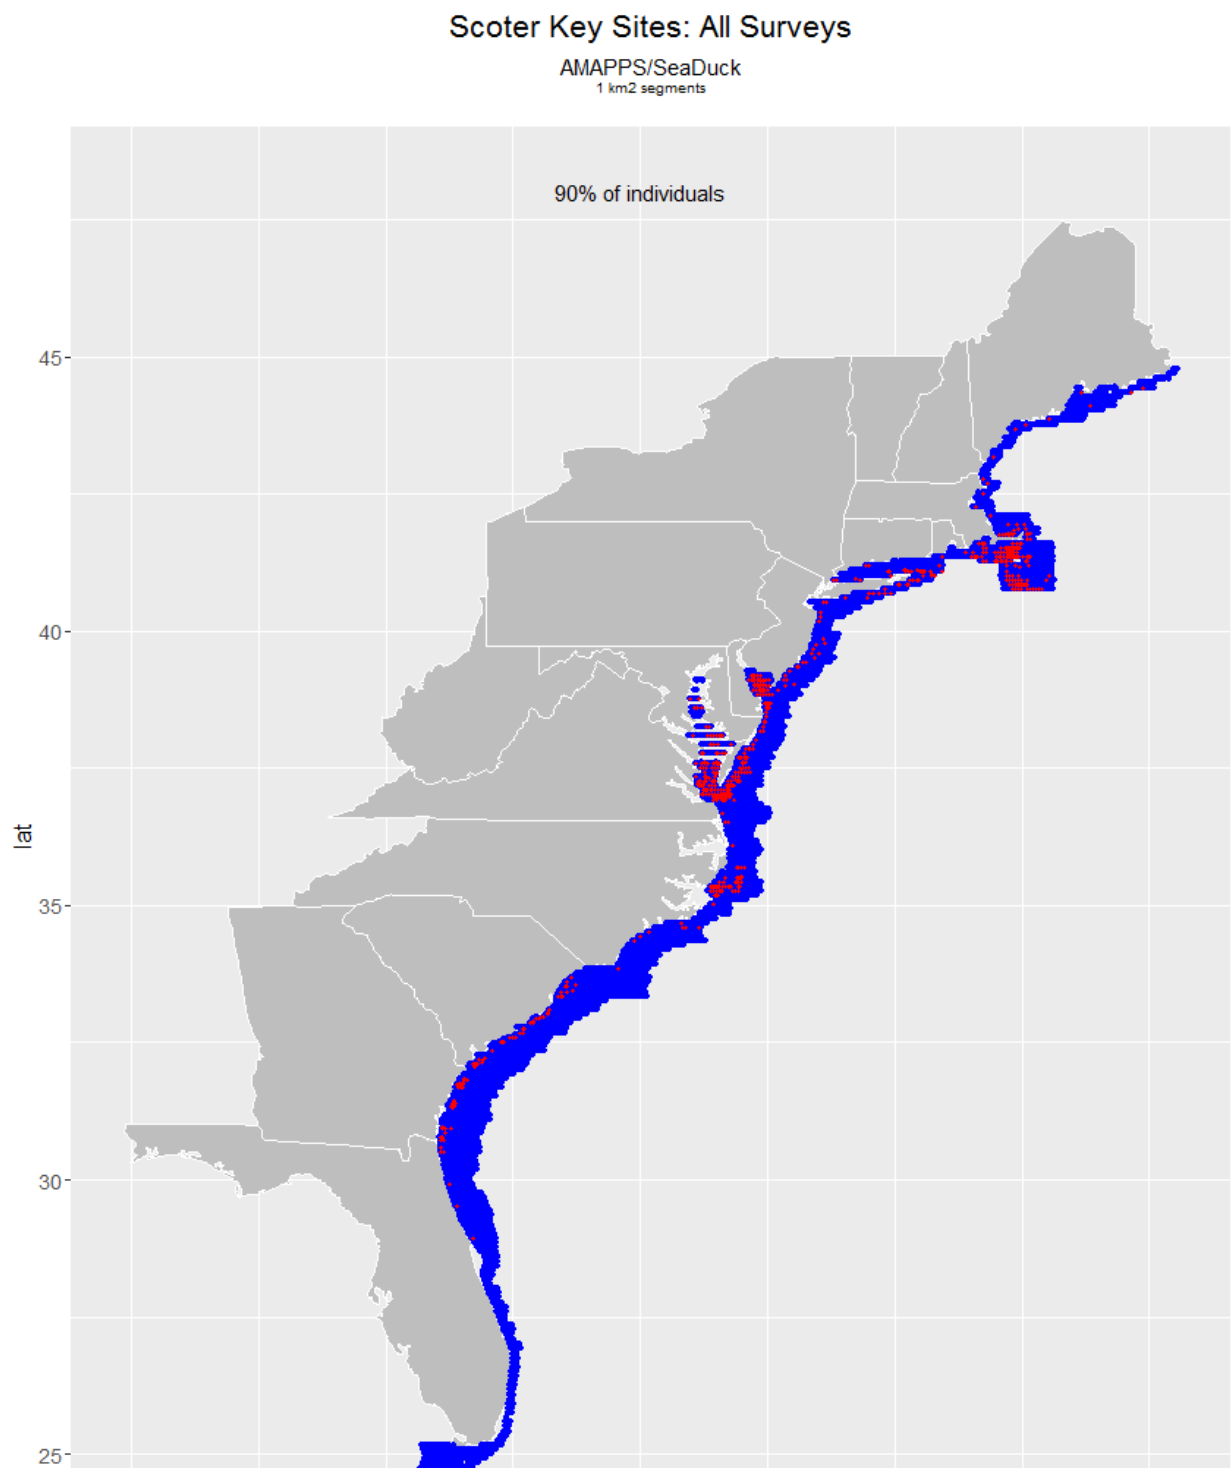 Scoter Key Sites: All Surveys
AMAPPS/SeaDuck
1 km2 segments
90% of individuals
45
40
lat
35
30
25